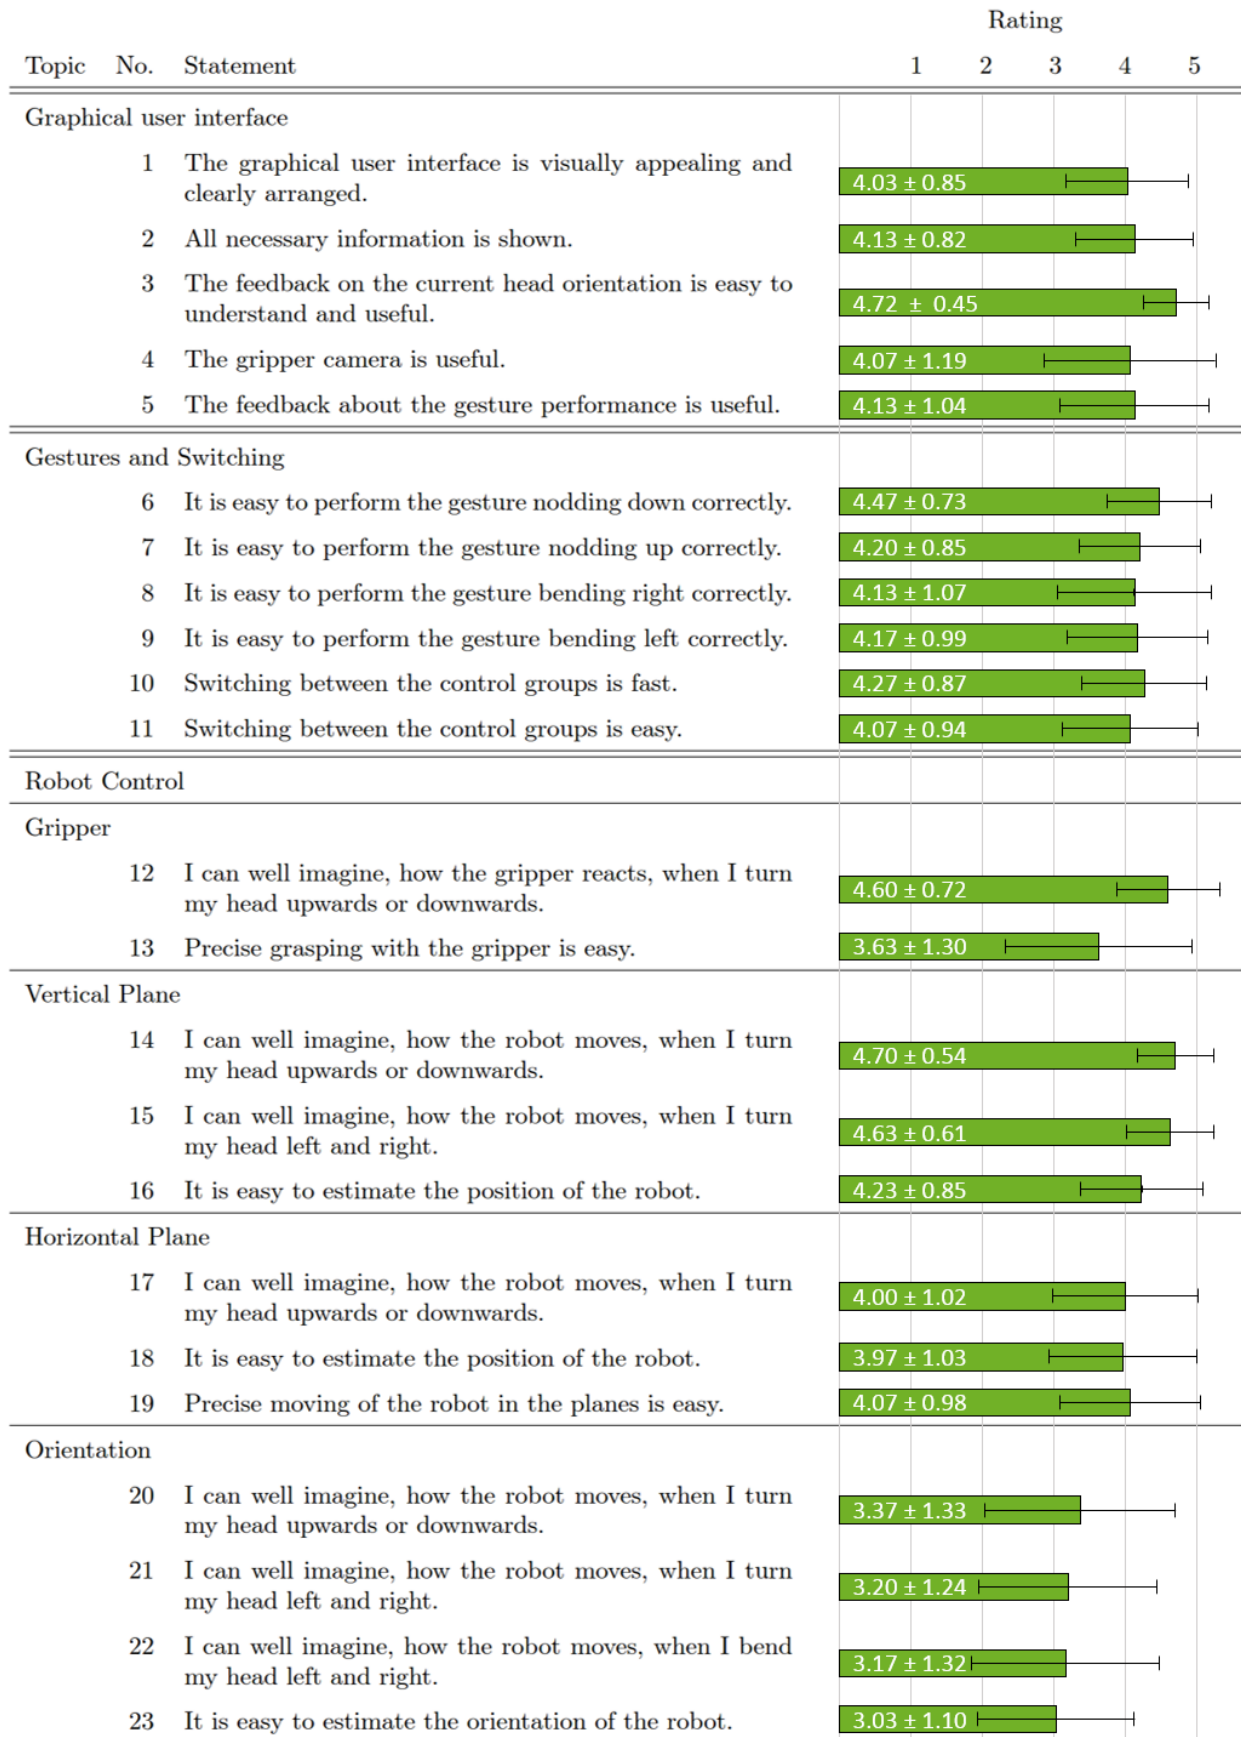 Rating
Topic No. Statement 1 2 3 4 5
Graphical user interface
1 The graphical user interface is visually appealing and
clearly arranged.
4.03 ± 0.85
2 All necessary information is shown. 4.13 ± 0.82
3 The feedback on the current head orientation is easy to
understand and useful.
4.72 ± 0.45
4 The gripper camera is useful. 4.07 ± 1.19
5 The feedback about the gesture performance is useful. 4.13 ± 1.04
Gestures and Switching
6 It is easy to perform the gesture nodding down correctly. 4.47 ± 0.73
7 It is easy to perform the gesture nodding up correctly. 4.20 ± 0.85
8 It is easy to perform the gesture bending right correctly. 4.13 ± 1.07
9 It is easy to perform the gesture bending left correctly. 4.17 ± 0.99
10 Switching between the control groups is fast. 4.27 ± 0.87
11 Switching between the control groups is easy. 4.07 ± 0.94
Robot Control
Gripper
12 I can well imagine, how the gripper reacts, when I turn
my head upwards or downwards.
4.60 ± 0.72
13 Precise grasping with the gripper is easy. 3.63 ± 1.30
Vertical Plane
14 I can well imagine, how the robot moves, when I turn
my head upwards or downwards.
4.70 ± 0.54
15 I can well imagine, how the robot moves, when I turn
my head left and right.
4.63 ± 0.61
16 It is easy to estimate the position of the robot. 4.23 ± 0.85
Horizontal Plane
17 I can well imagine, how the robot moves, when I turn
my head upwards or downwards.
4.00 ± 1.02
18 It is easy to estimate the position of the robot. 3.97 ± 1.03
19 Precise moving of the robot in the planes is easy. 4.07 ± 0.98
Orientation
20 I can well imagine, how the robot moves, when I turn
my head upwards or downwards.
3.37 ± 1.33
21 I can well imagine, how the robot moves, when I turn
my head left and right.
3.20 ± 1.24
22 I can well imagine, how the robot moves, when I bend
my head left and right.
3.17 ± 1.32
23 It is easy to estimate the orientation of the robot. 3.03 ± 1.10